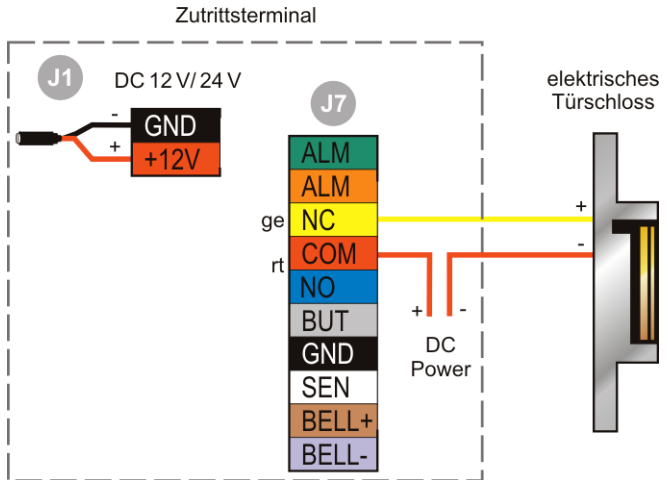 Zutrittsterminal
J1
DC 12 V/ 24 V
-
GND
+
+12V
J7
ALM
ALM
ge
NC
rt
COM
NO
BUT
GND
SEN
BELL+
BELL-
+ -
DC
Power
elektrisches
Türschloss
+
-